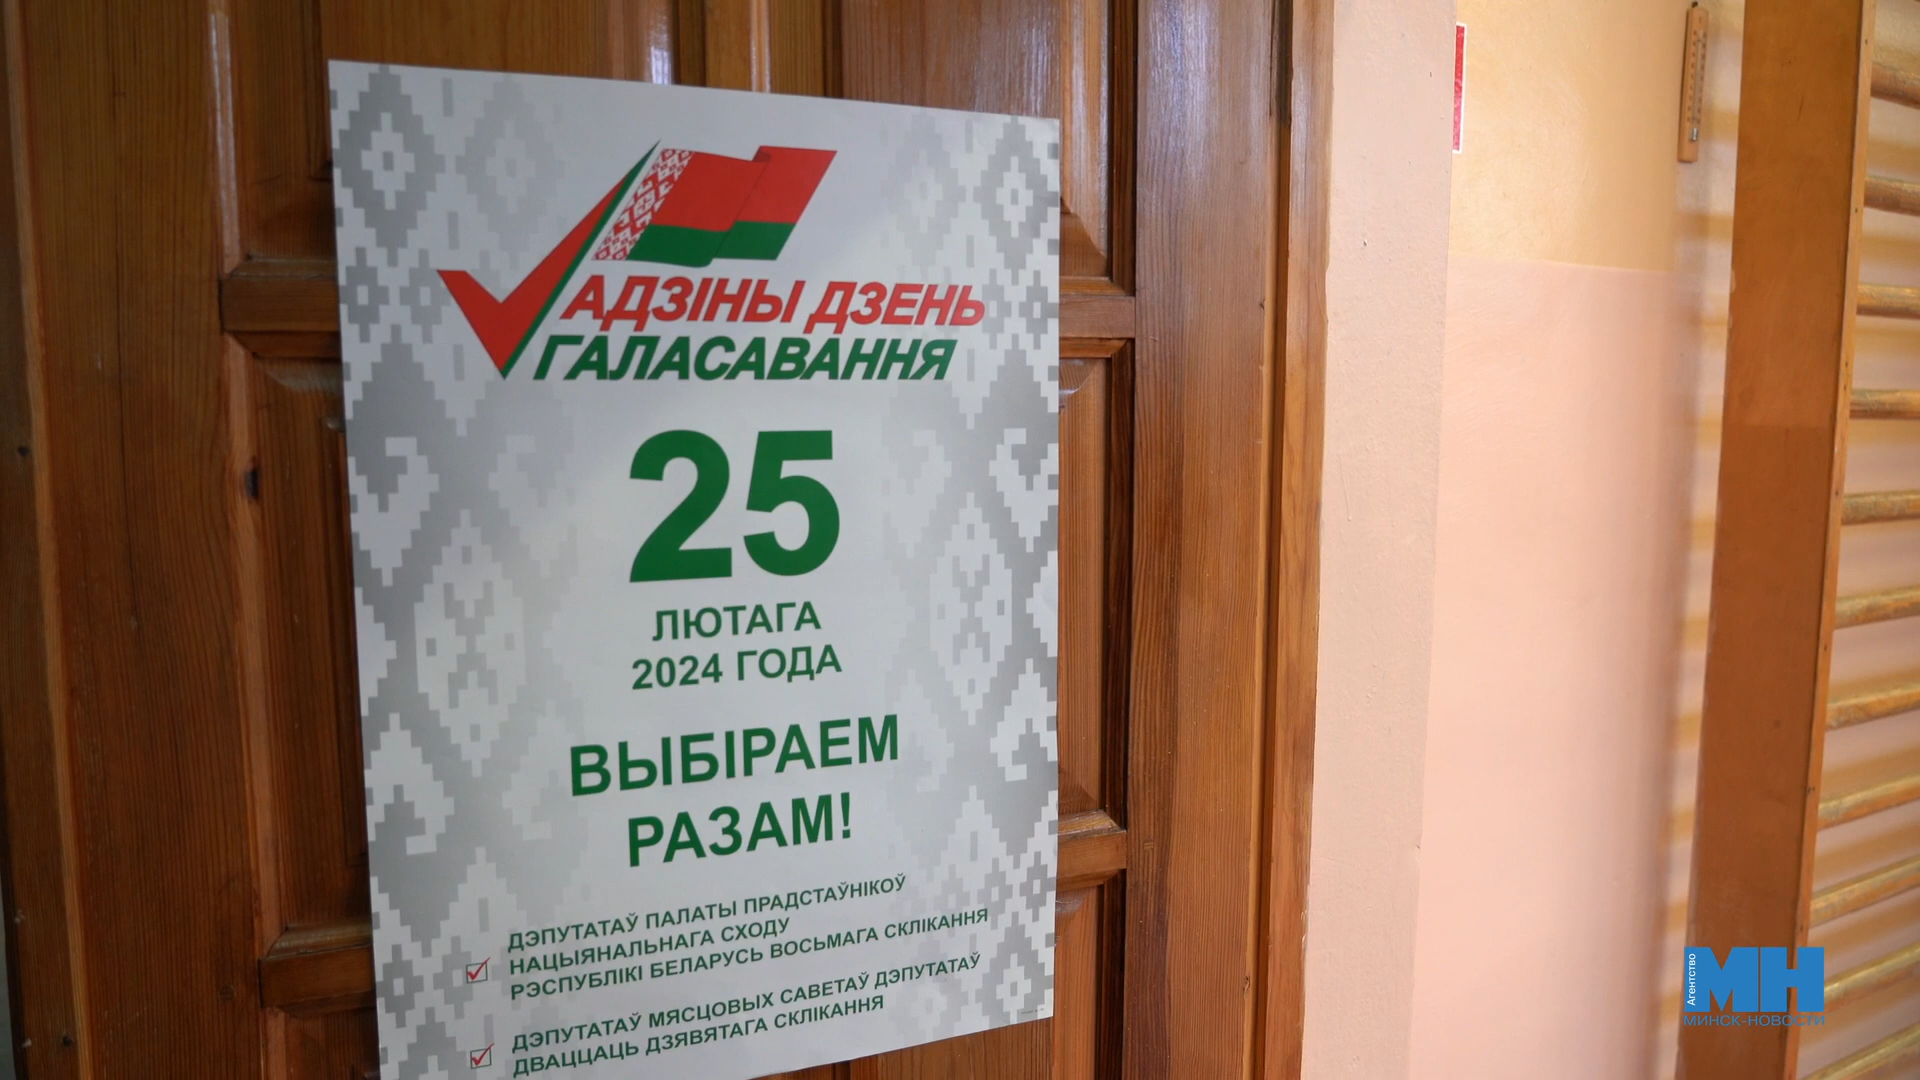 АДЗІНЫ ДЗЕНЬ
ГАЛАСАВАННЯ
25
ЛЮТАГА
2024 ГОДА
ВЫБІРАЕМ
РАЗАМ!
ДЭПУТАТАЎ ПАЛАТЫ ПРАДСТАЎНІКОЎ
НАЦЫЯНАЛЬНАГА СХОДУ
РЭСПУБЛІКІ БЕЛАРУСЬ ВОСЬМАГА СКЛІКАННЯ
ДЭПУТАТАЎ МЯСЦОВЫХ САВЕТАЎ ДЭПУТАТАЎ
ДВАЦЦАЦЬ ДЗЯВЯТАГА СКЛІКАННЯ
Агентство
МН
МИНСК-НОВОСТИ